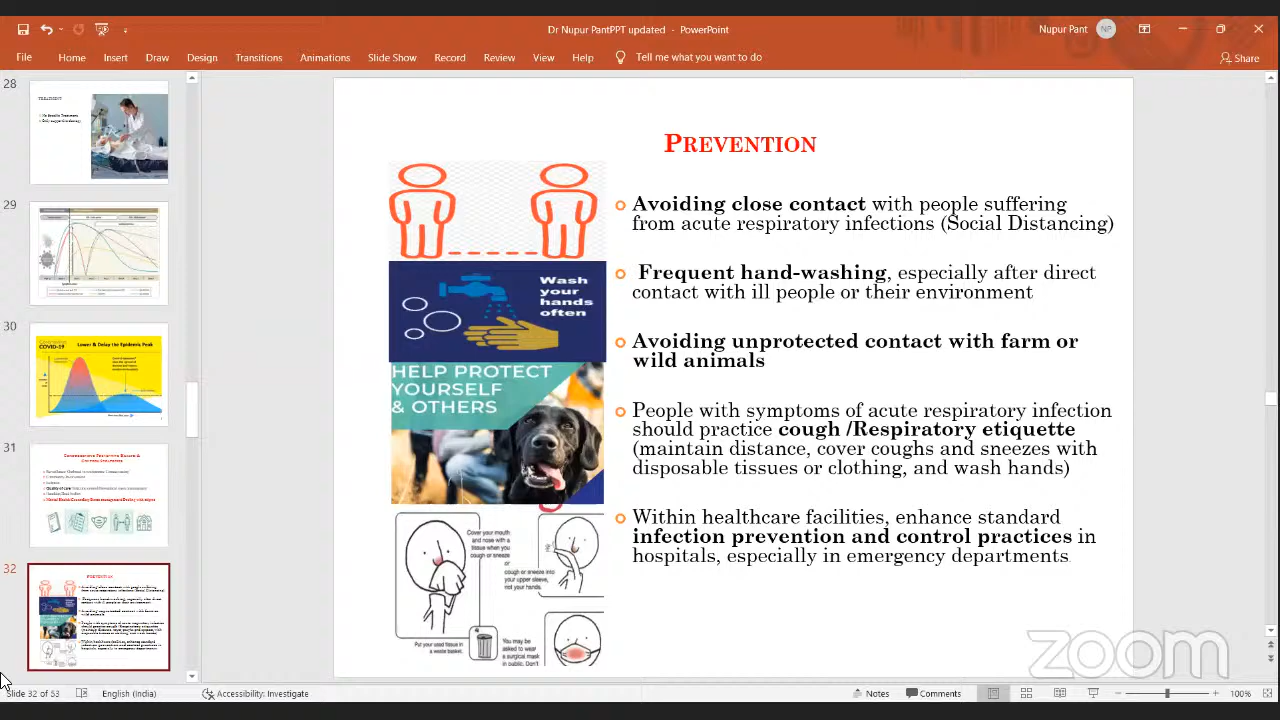 Dr Nupur PantPPT updated - PowerPoint
Nupur Pant
NP
File Home Insert Draw Design Transitions Animations Slide Show Record Review View Help Tell me what you want to do
Share
28
TREATMENT
29
30
COVID-19
Lower & Delay the Epidemic Peak
31
32
PREVENTION
PREVENTION
Avoiding close contact with people suffering
from acute respiratory infections (Social Distancing)
Frequent hand-washing, especially after direct
contact with ill people or their environment
Avoiding unprotected contact with farm or
wild animals
People with symptoms of acute respiratory infection
should practice cough /Respiratory etiquette
(maintain distance, cover coughs and sneezes with
disposable tissues or clothing, and wash hands)
Within healthcare facilities, enhance standard
infection prevention and control practices in
hospitals, especially in emergency departments
Wash
your
hands
often
HELP PROTECT
YOURSELF
& OTHERS
Cover your mouth
and nose with a
tissue when you
cough or sneeze
or
cough or sneeze into
your upper sleeve,
not your hands.
Put your used tissue in
a waste basket.
You may be
asked to wear
a surgical mask
in public. Don't
zoom
Slide 32 of 53
English (India)
Accessibility: Investigate
Notes
Comments
100%